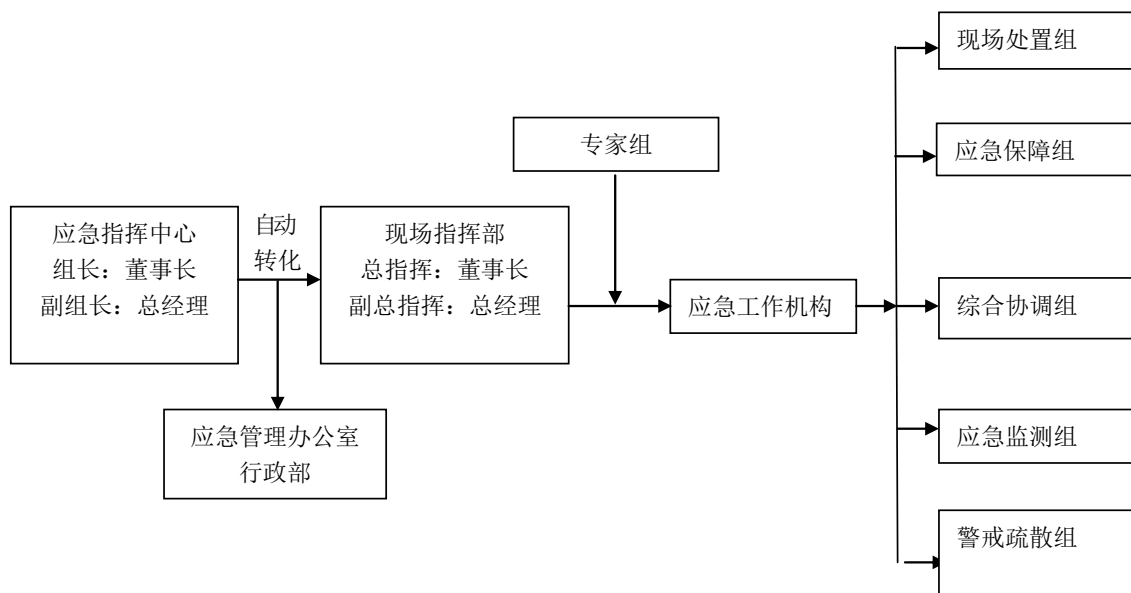 现场处置组
专家组
应急保障组
应急指挥中心
组长：董事长
副组长：总经理
自动
转化
现场指挥部
总指挥：董事长
副总指挥：总经理
应急工作机构
综合协调组
应急管理办公室
行政部
应急监测组
警戒疏散组